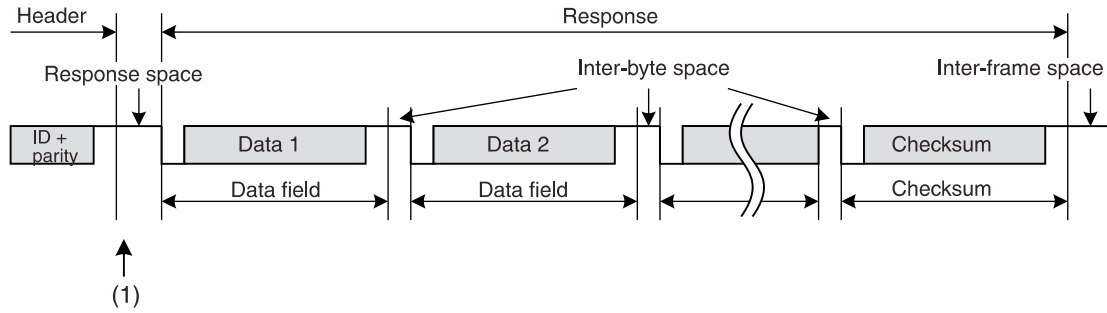 Header
Response
Response space
Inter-byte space
Inter-frame space
ID +
parity
Data 1
Data 2
Checksum
Data field
Data field
Checksum
(1)